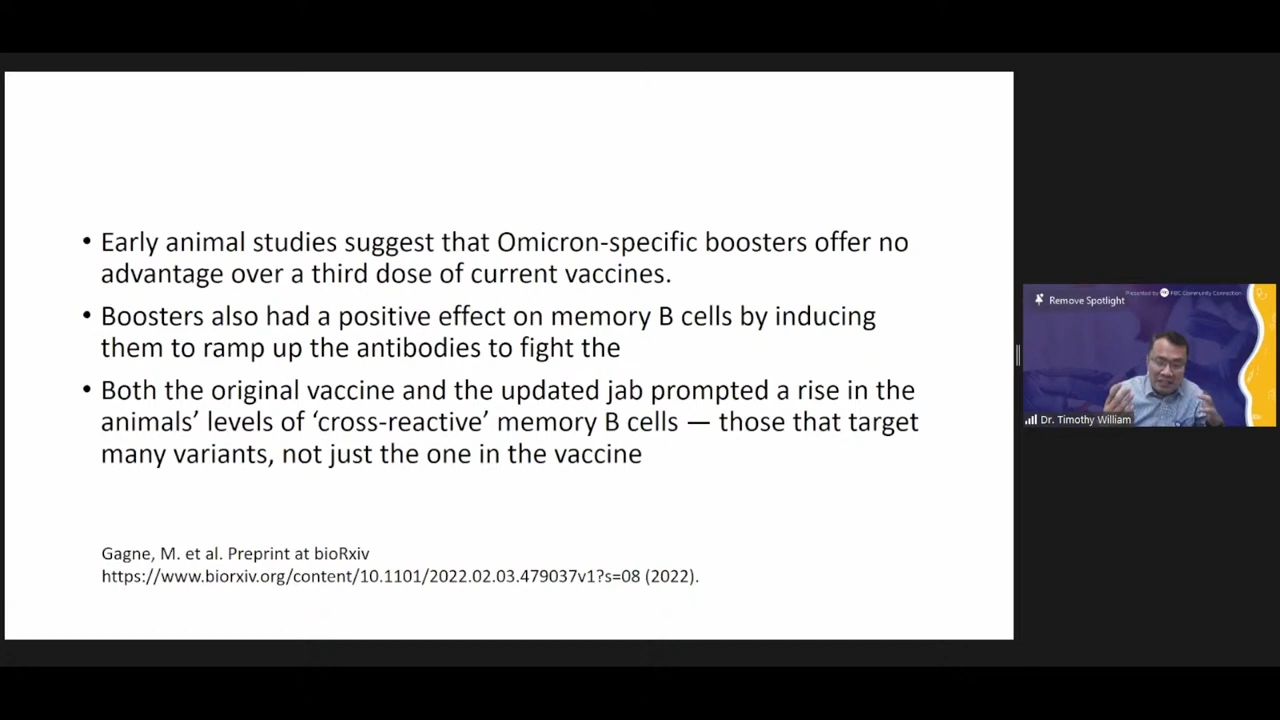 • Early animal studies suggest that Omicron-specific boosters offer no
advantage over a third dose of current vaccines.
• Boosters also had a positive effect on memory B cells by inducing
them to ramp up the antibodies to fight the
• Both the original vaccine and the updated jab prompted a rise in the
animals’ levels of ‘cross-reactive’ memory B cells — those that target
many variants, not just the one in the vaccine
Gagne, M. et al. Preprint at bioRxiv
https://www.biorxiv.org/content/10.1101/2022.02.03.479037v1?s=08 (2022).
Presented by
Community Connection
Remove Spotlight
Dr. Timothy William